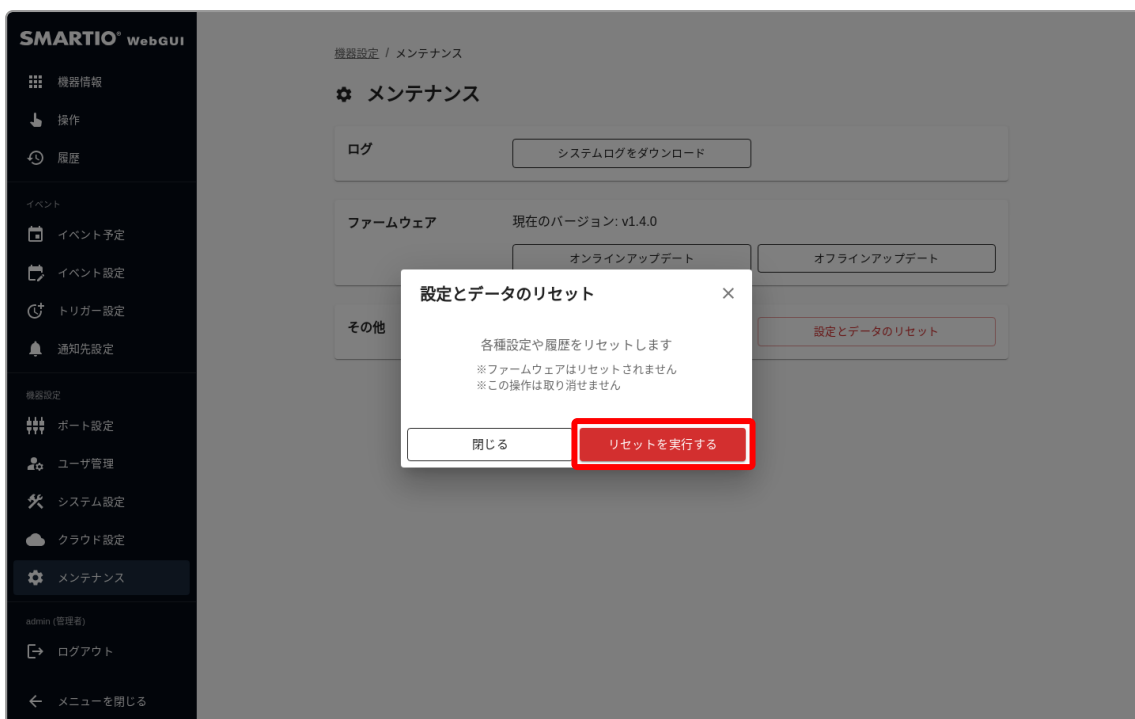 SMARTIO® WebGUI
機器情報
操作
履歴
イベント
イベント予定
イベント設定
トリガー設定
通知先設定
機器設定
ポート設定
ユーザ管理
システム設定
クラウド設定
メンテナンス
admin (管理者)
ログアウト
メニューを閉じる
機器設定 / メンテナンス
メンテナンス
ログ
システムログをダウンロード
ファームウェア
現在のバージョン: v1.4.0
オンラインアップデート
オフラインアップデート
その他
設定とデータのリセット
設定とデータのリセット
各種設定や履歴をリセットします
※ファームウェアはリセットされません
※この操作は取り消せません
閉じる
リセットを実行する